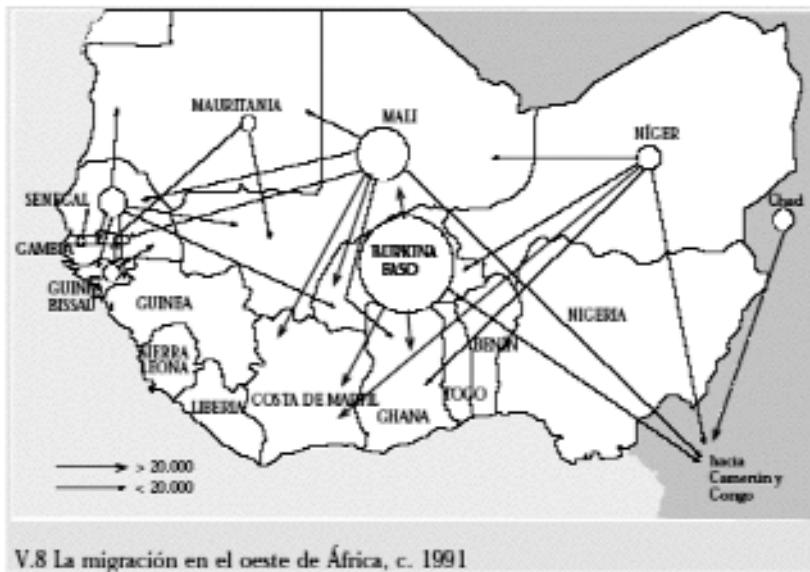 MAURITANIA
MALI
NÍGER
SENEGAL
Chad
GAMBIA
BURKINA
FASO
GUINEA
BISSAU
GUINEA
NIGERIA
SIERRA
LEONA
BENÍN
COSTA DE MARFIL
TOGO
LIBERIA
GHANA
> 20.000
< 20.000
hacia
Camerún y
Congo
V.8 La migración en el oeste de África, c. 1991